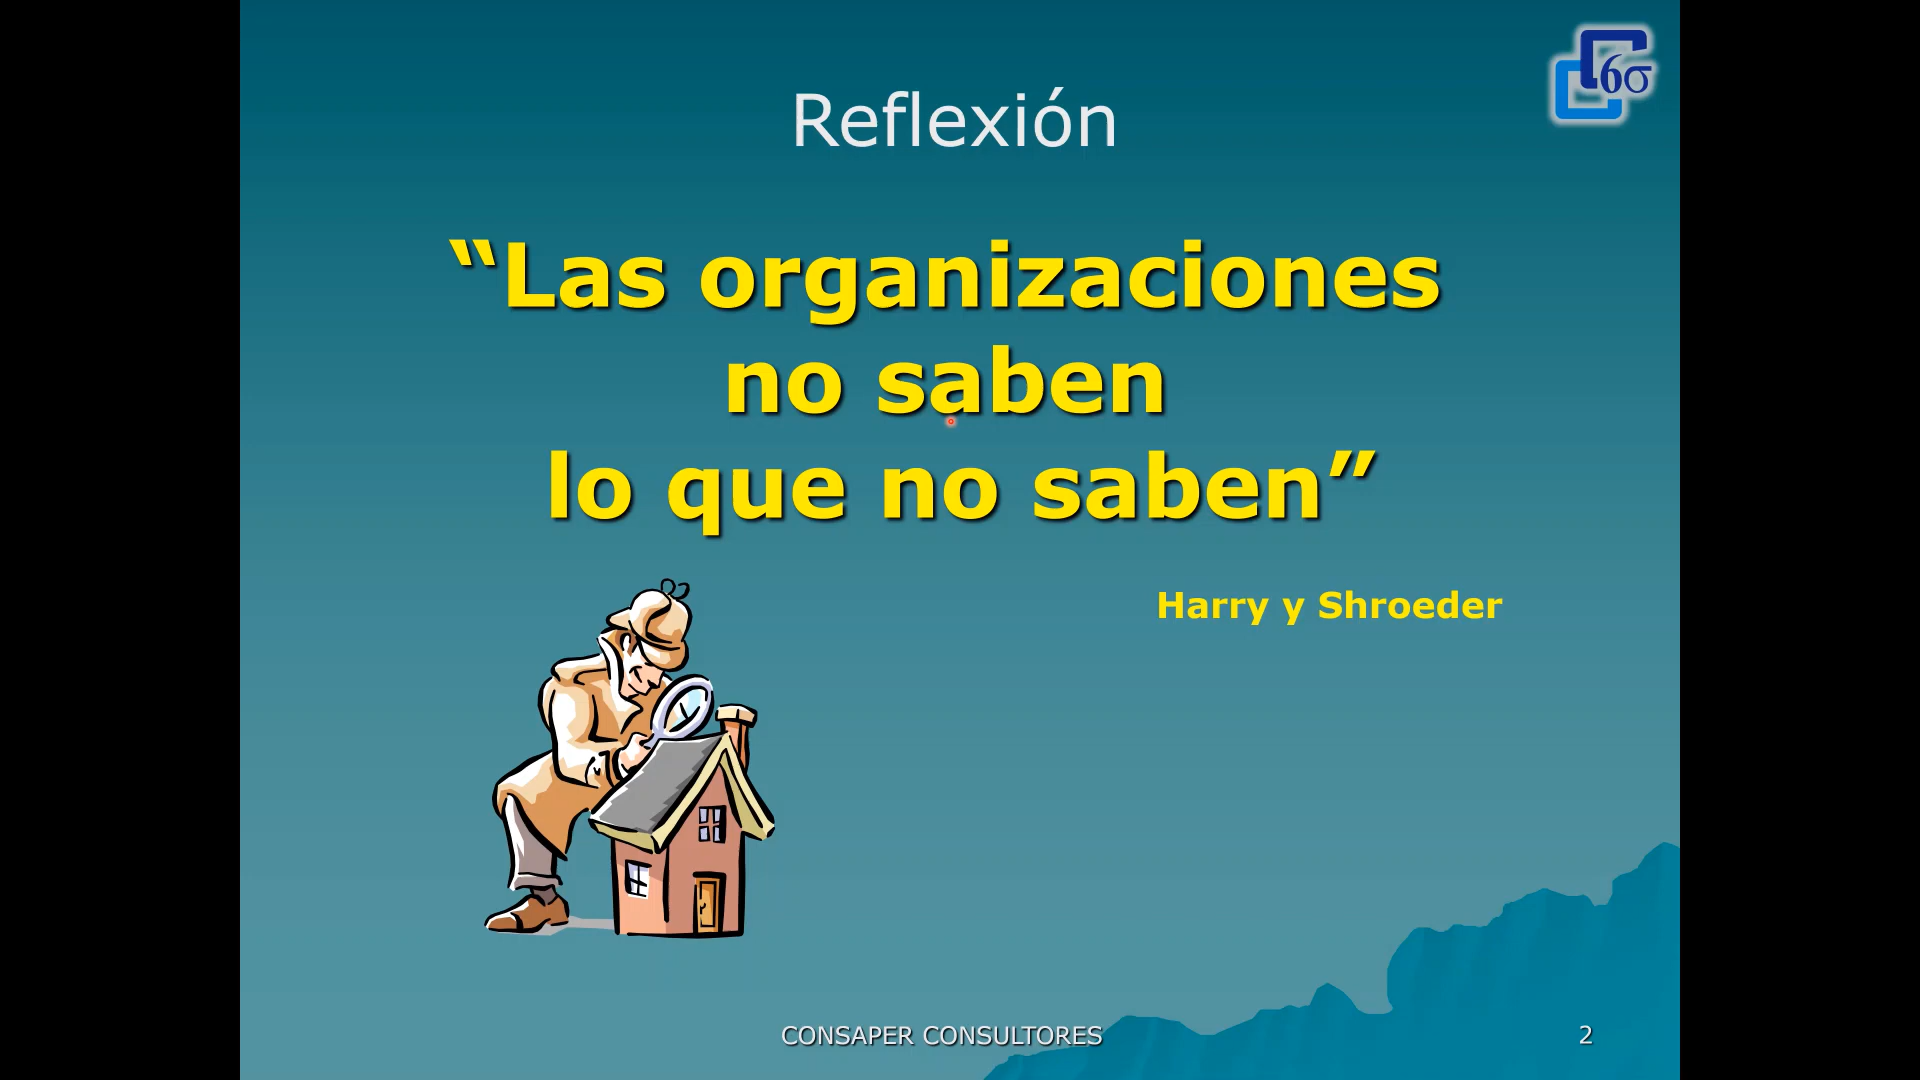 6σ
Reflexión
“Las organizaciones
no saben
lo que no saben”
Harry y Shroeder
CONSAPER CONSULTORES
2